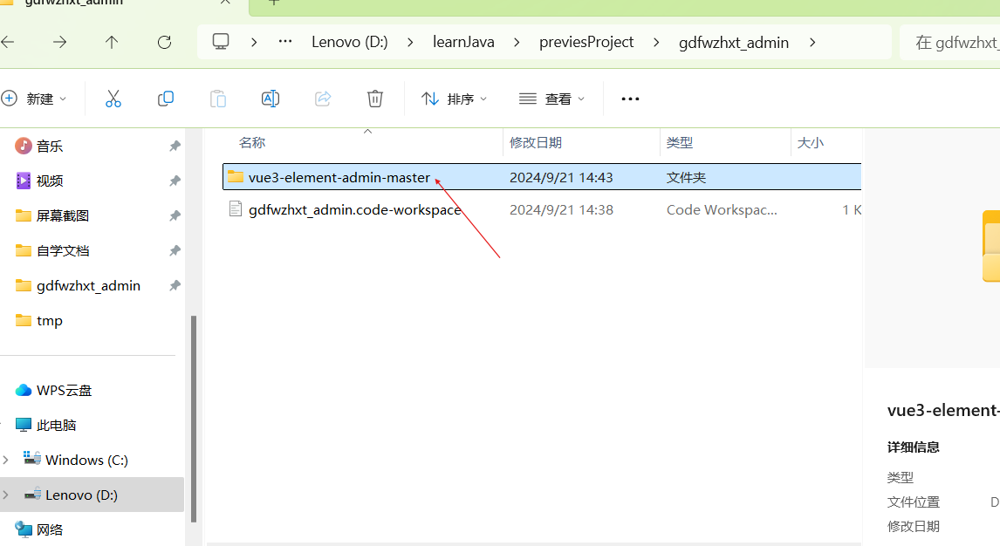 gdfwzhxt_admin
Lenovo (D:) previesProject learnJava gdfwzhxt_admin 在 gdfwzhxt_
新建 排序 查看
音乐
视频
屏幕截图
自学文档
gdfwzhxt_admin
tmp
WPS云盘
此电脑
Windows (C:)
Lenovo (D:)
网络
名称 修改日期 类型 大小
vue3-element-admin-master 2024/9/21 14:43 文件夹
gdfwzhxt_admin.code-workspace 2024/9/21 14:38 Code Workspac... 1 K
vue3-element-
详细信息
类型
文件位置 D
修改日期